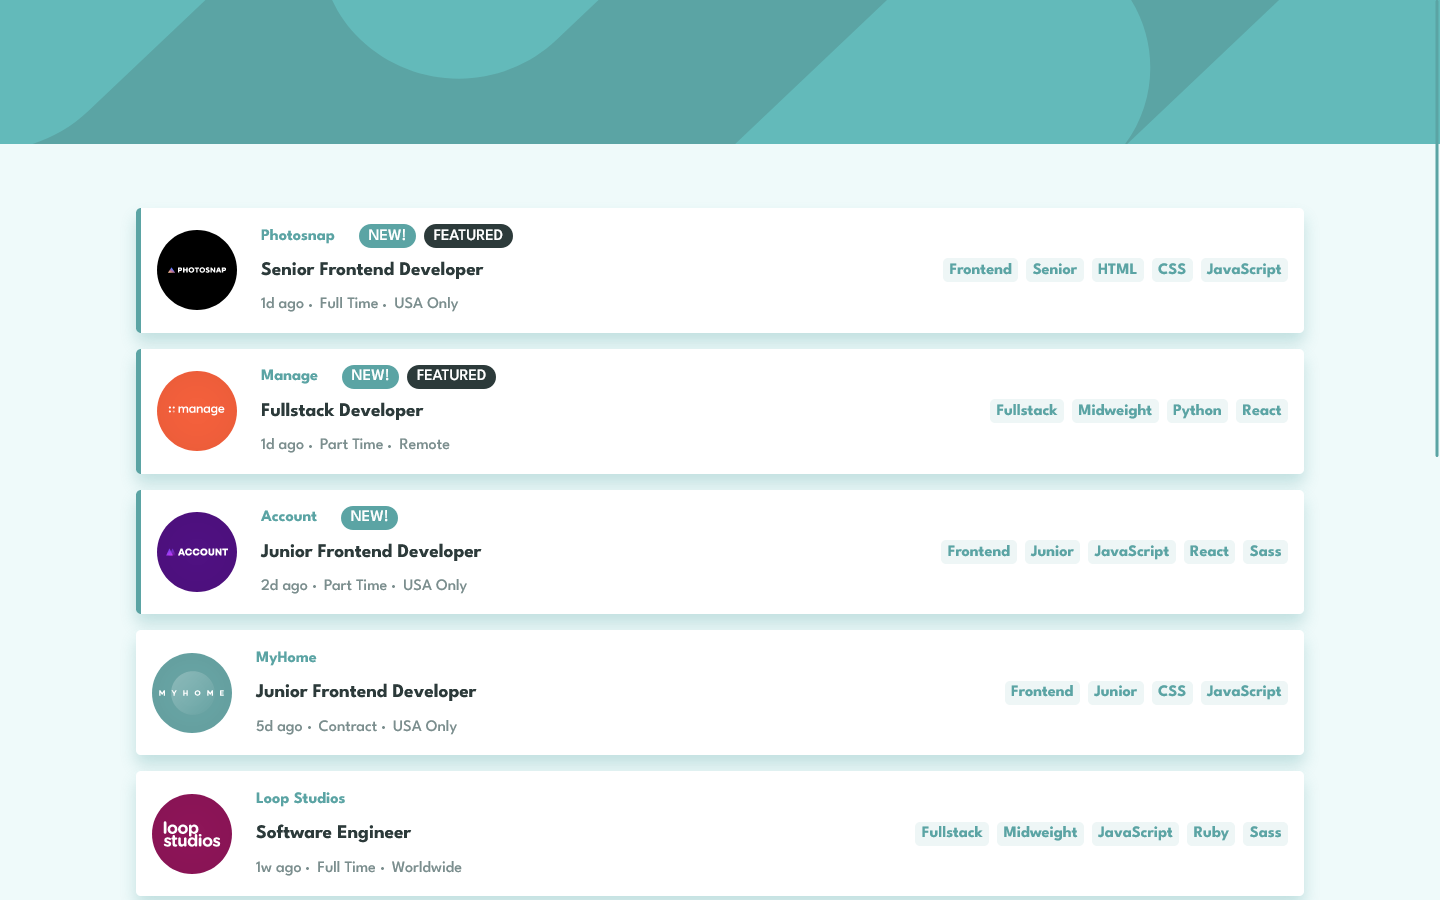 PHOTOSNAP
Photosnap NEW! FEATURED
Senior Frontend Developer
1d ago • Full Time • USA Only
Frontend Senior HTML CSS JavaScript
manage
Manage NEW! FEATURED
Fullstack Developer
1d ago • Part Time • Remote
Fullstack Midweight Python React
ACCOUNT
Account NEW!
Junior Frontend Developer
2d ago • Part Time • USA Only
Frontend Junior JavaScript React Sass
MYHOME
MyHome
Junior Frontend Developer
5d ago • Contract • USA Only
Frontend Junior CSS JavaScript
loop
studios
Loop Studios
Software Engineer
1w ago • Full Time • Worldwide
Fullstack Midweight JavaScript Ruby Sass